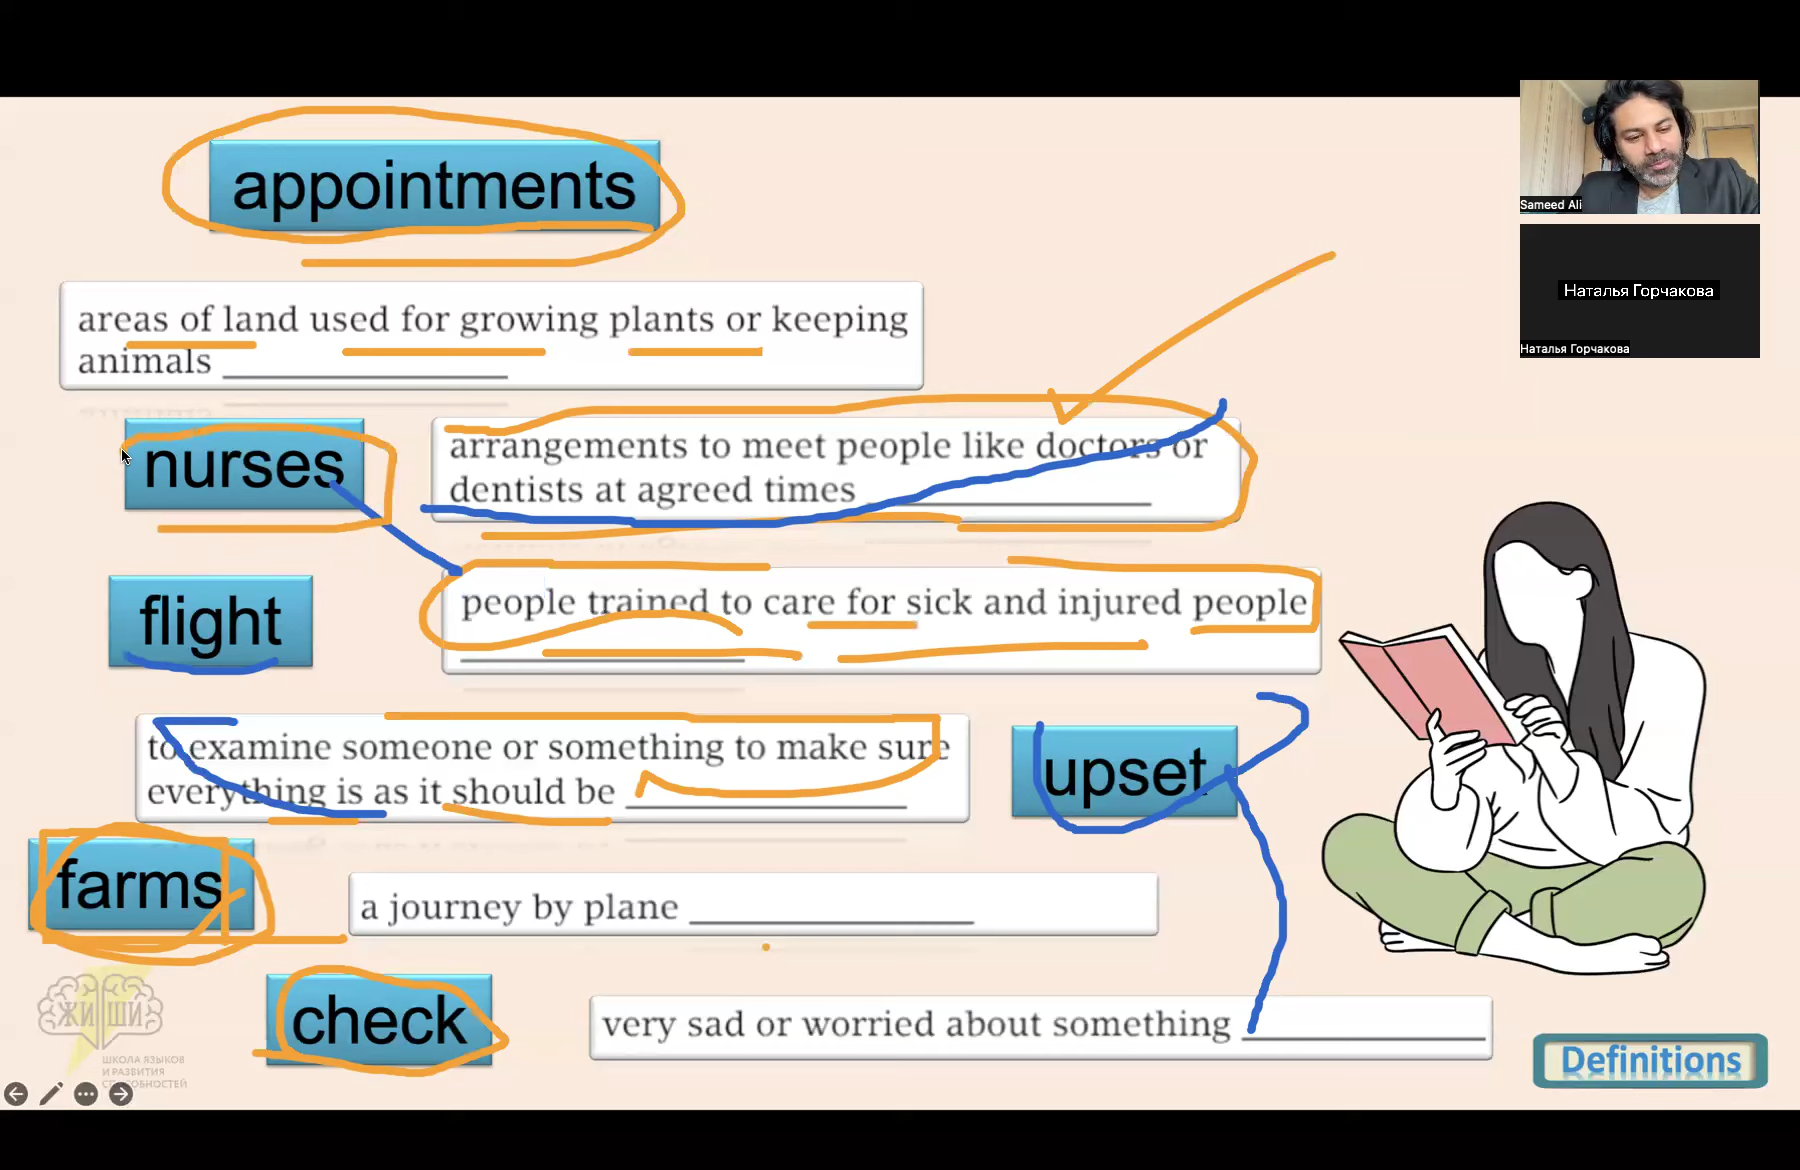 appointments
areas of land used for growing plants or keeping
animals
nurses
arrangements to meet people like doctors or
dentists at agreed times
flight
people trained to care for sick and injured people
to examine someone or something to make sure
everything is as it should be
upset
farms
a journey by plane
check
very sad or worried about something
Definitions
ЖИ ШИ
ШКОЛА ЯЗЫКОВ
И РАЗВИТИЯ
СПОСОБНОСТЕЙ
Sameed Ali
Наталья Горчакова
Наталья Горчакова